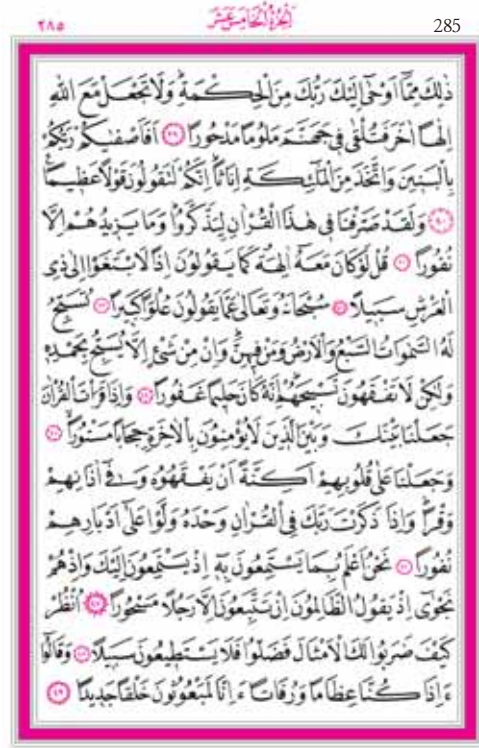 285 اَلْجُزْءُ الْخَامِسُ عَشَرَ ٢٨٥
ذٰلِكَ مِمَّٓا اَوْحٰٓى اِلَيْكَ رَبُّكَ مِنَ الْحِكْمَةِۜ وَلَا تَجْعَلْ مَعَ اللّٰهِ
اِلٰهًا اٰخَرَ فَتُلْقٰى ف۪ي جَهَنَّمَ مَلُومًا مَدْحُورًا ﴿٣٩﴾ اَفَاَصْفٰيكُمْ رَبُّكُمْ
بِالْبَن۪ينَ وَاتَّخَذَ مِنَ الْمَلٰٓئِكَةِ اِنَاثًاۜ اِنَّكُمْ لَتَقُولُونَ قَوْلًا عَظ۪يمًا
﴿٤٠﴾ وَلَقَدْ صَرَّفْنَا ف۪ي هٰذَا الْقُرْاٰنِ لِيَذَّكَّرُواۜ وَمَا يَز۪يدُهُمْ اِلَّا
نُفُورًا ﴿٤١﴾ قُلْ لَوْ كَانَ مَعَهُٓ اٰلِهَةٌ كَمَا يَقُولُونَ اِذًا لَابْتَغَوْا اِلٰى ذِي
الْعَرْشِ سَب۪يلًا ﴿٤٢﴾ سُبْحَانَهُ وَتَعَالٰى عَمَّا يَقُولُونَ عُلُوًّا كَب۪يرًا ﴿٤٣﴾ تُسَبِّحُ
لَهُ السَّمٰوَاتُ السَّبْعُ وَالْاَرْضُ وَمَنْ ف۪يهِنَّۜ وَاِنْ مِنْ شَيْءٍ اِلَّا يُسَبِّحُ بِحَمْدِه۪
وَلٰكِنْ لَا تَفْقَهُونَ تَسْب۪يحَهُمْۜ اِنَّهُ كَانَ حَل۪يمًا غَفُورًا ﴿٤٤﴾ وَاِذَا قَرَأْتَ الْقُرْاٰنَ
جَعَلْنَا بَيْنَكَ وَبَيْنَ الَّذ۪ينَ لَا يُؤْمِنُونَ بِالْاٰخِرَةِ حِجَابًا مَسْتُورًاۙ ﴿٤٥﴾
وَجَعَلْنَا عَلٰى قُلُوبِهِمْ اَكِنَّةً اَنْ يَفْقَهُوهُ وَف۪ٓي اٰذَانِهِمْ
وَقْرًاۜ وَاِذَا ذَكَرْتَ رَبَّكَ فِي الْقُرْاٰنِ وَحْدَهُ وَلَّوْا عَلٰٓى اَدْبَارِهِمْ
نُفُورًا ﴿٤٦﴾ نَحْنُ اَعْلَمُ بِمَا يَسْتَمِعُونَ بِه۪ٓ اِذْ يَسْتَمِعُونَ اِلَيْكَ وَاِذْ هُمْ
نَجْوٰٓى اِذْ يَقُولُ الظَّالِمُونَ اِنْ تَتَّبِعُونَ اِلَّا رَجُلًا مَسْحُورًا ﴿٤٧﴾ اُنْظُرْ
كَيْفَ ضَرَبُوا لَكَ الْاَمْثَالَ فَضَلُّوا فَلَا يَسْتَط۪يعُونَ سَب۪يلًا ﴿٤٨﴾ وَقَالُٓوا
ءَاِذَا كُنَّا عِظَامًا وَرُفَاتًا ءَاِنَّا لَمَبْعُوثُونَ خَلْقًا جَد۪يدًا ﴿٤٩﴾